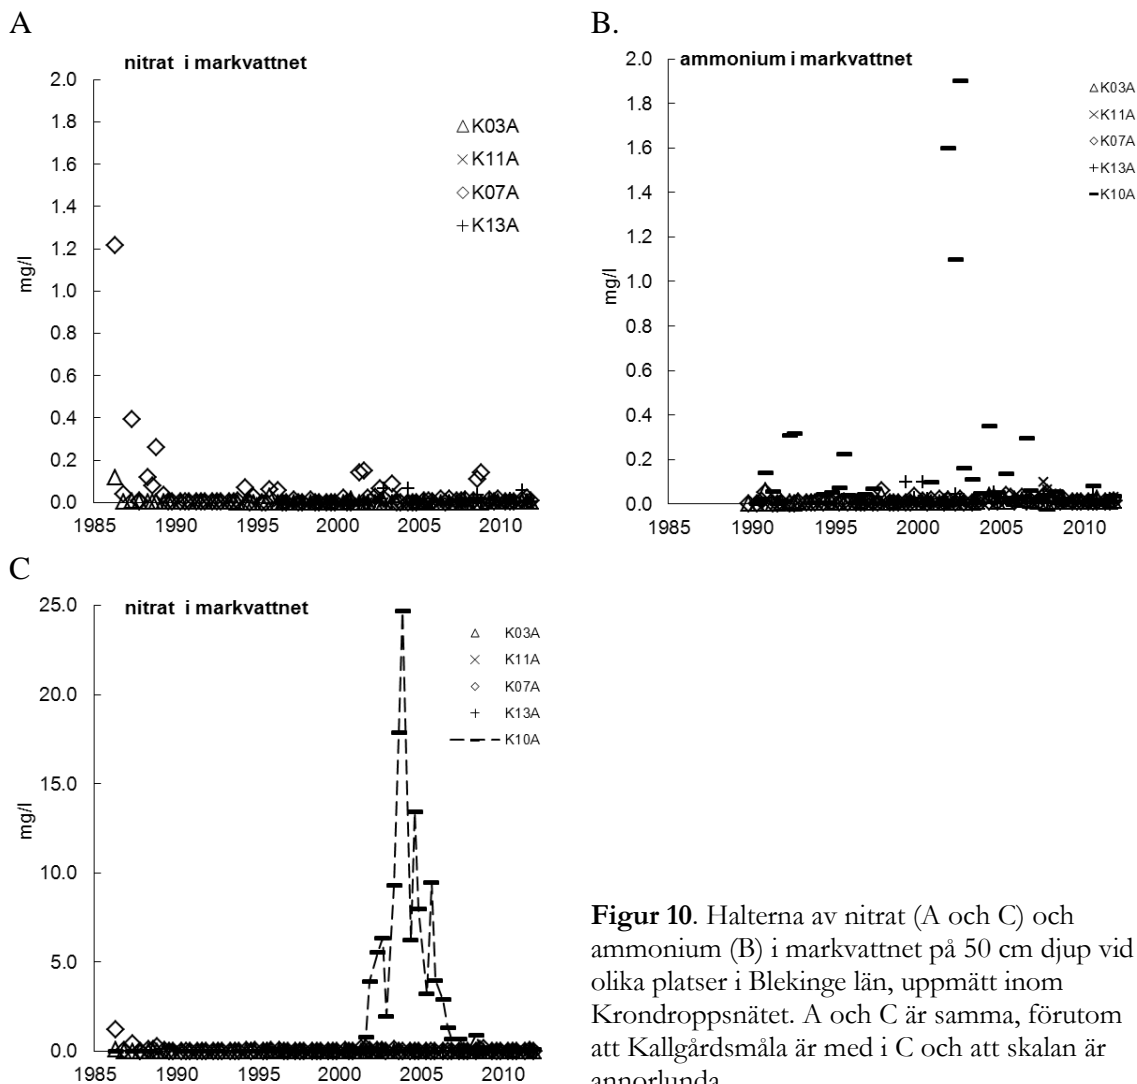 A
nitrat i markvattnet
2.0
1.8
1.6
1.4
1.2
1.0
0.8
0.6
0.4
0.2
0.0
mg/l
1985 1990 1995 2000 2005 2010
K03A
K11A
K07A
K13A
B.
ammonium i markvattnet
2.0
1.8
1.6
1.4
1.2
1.0
0.8
0.6
0.4
0.2
0.0
mg/l
1985 1990 1995 2000 2005 2010
K03A
K11A
K07A
K13A
K10A
C
nitrat i markvattnet
25.0
20.0
15.0
10.0
5.0
0.0
mg/l
1985 1990 1995 2000 2005 2010
K03A
K11A
K07A
K13A
K10A
Figur 10. Halterna av nitrat (A och C) och
ammonium (B) i markvattnet på 50 cm djup vid
olika platser i Blekinge län, uppmätt inom
Krondroppsnätet. A och C är samma, förutom
att Kallgårdsmåla är med i C och att skalan är
annorlunda